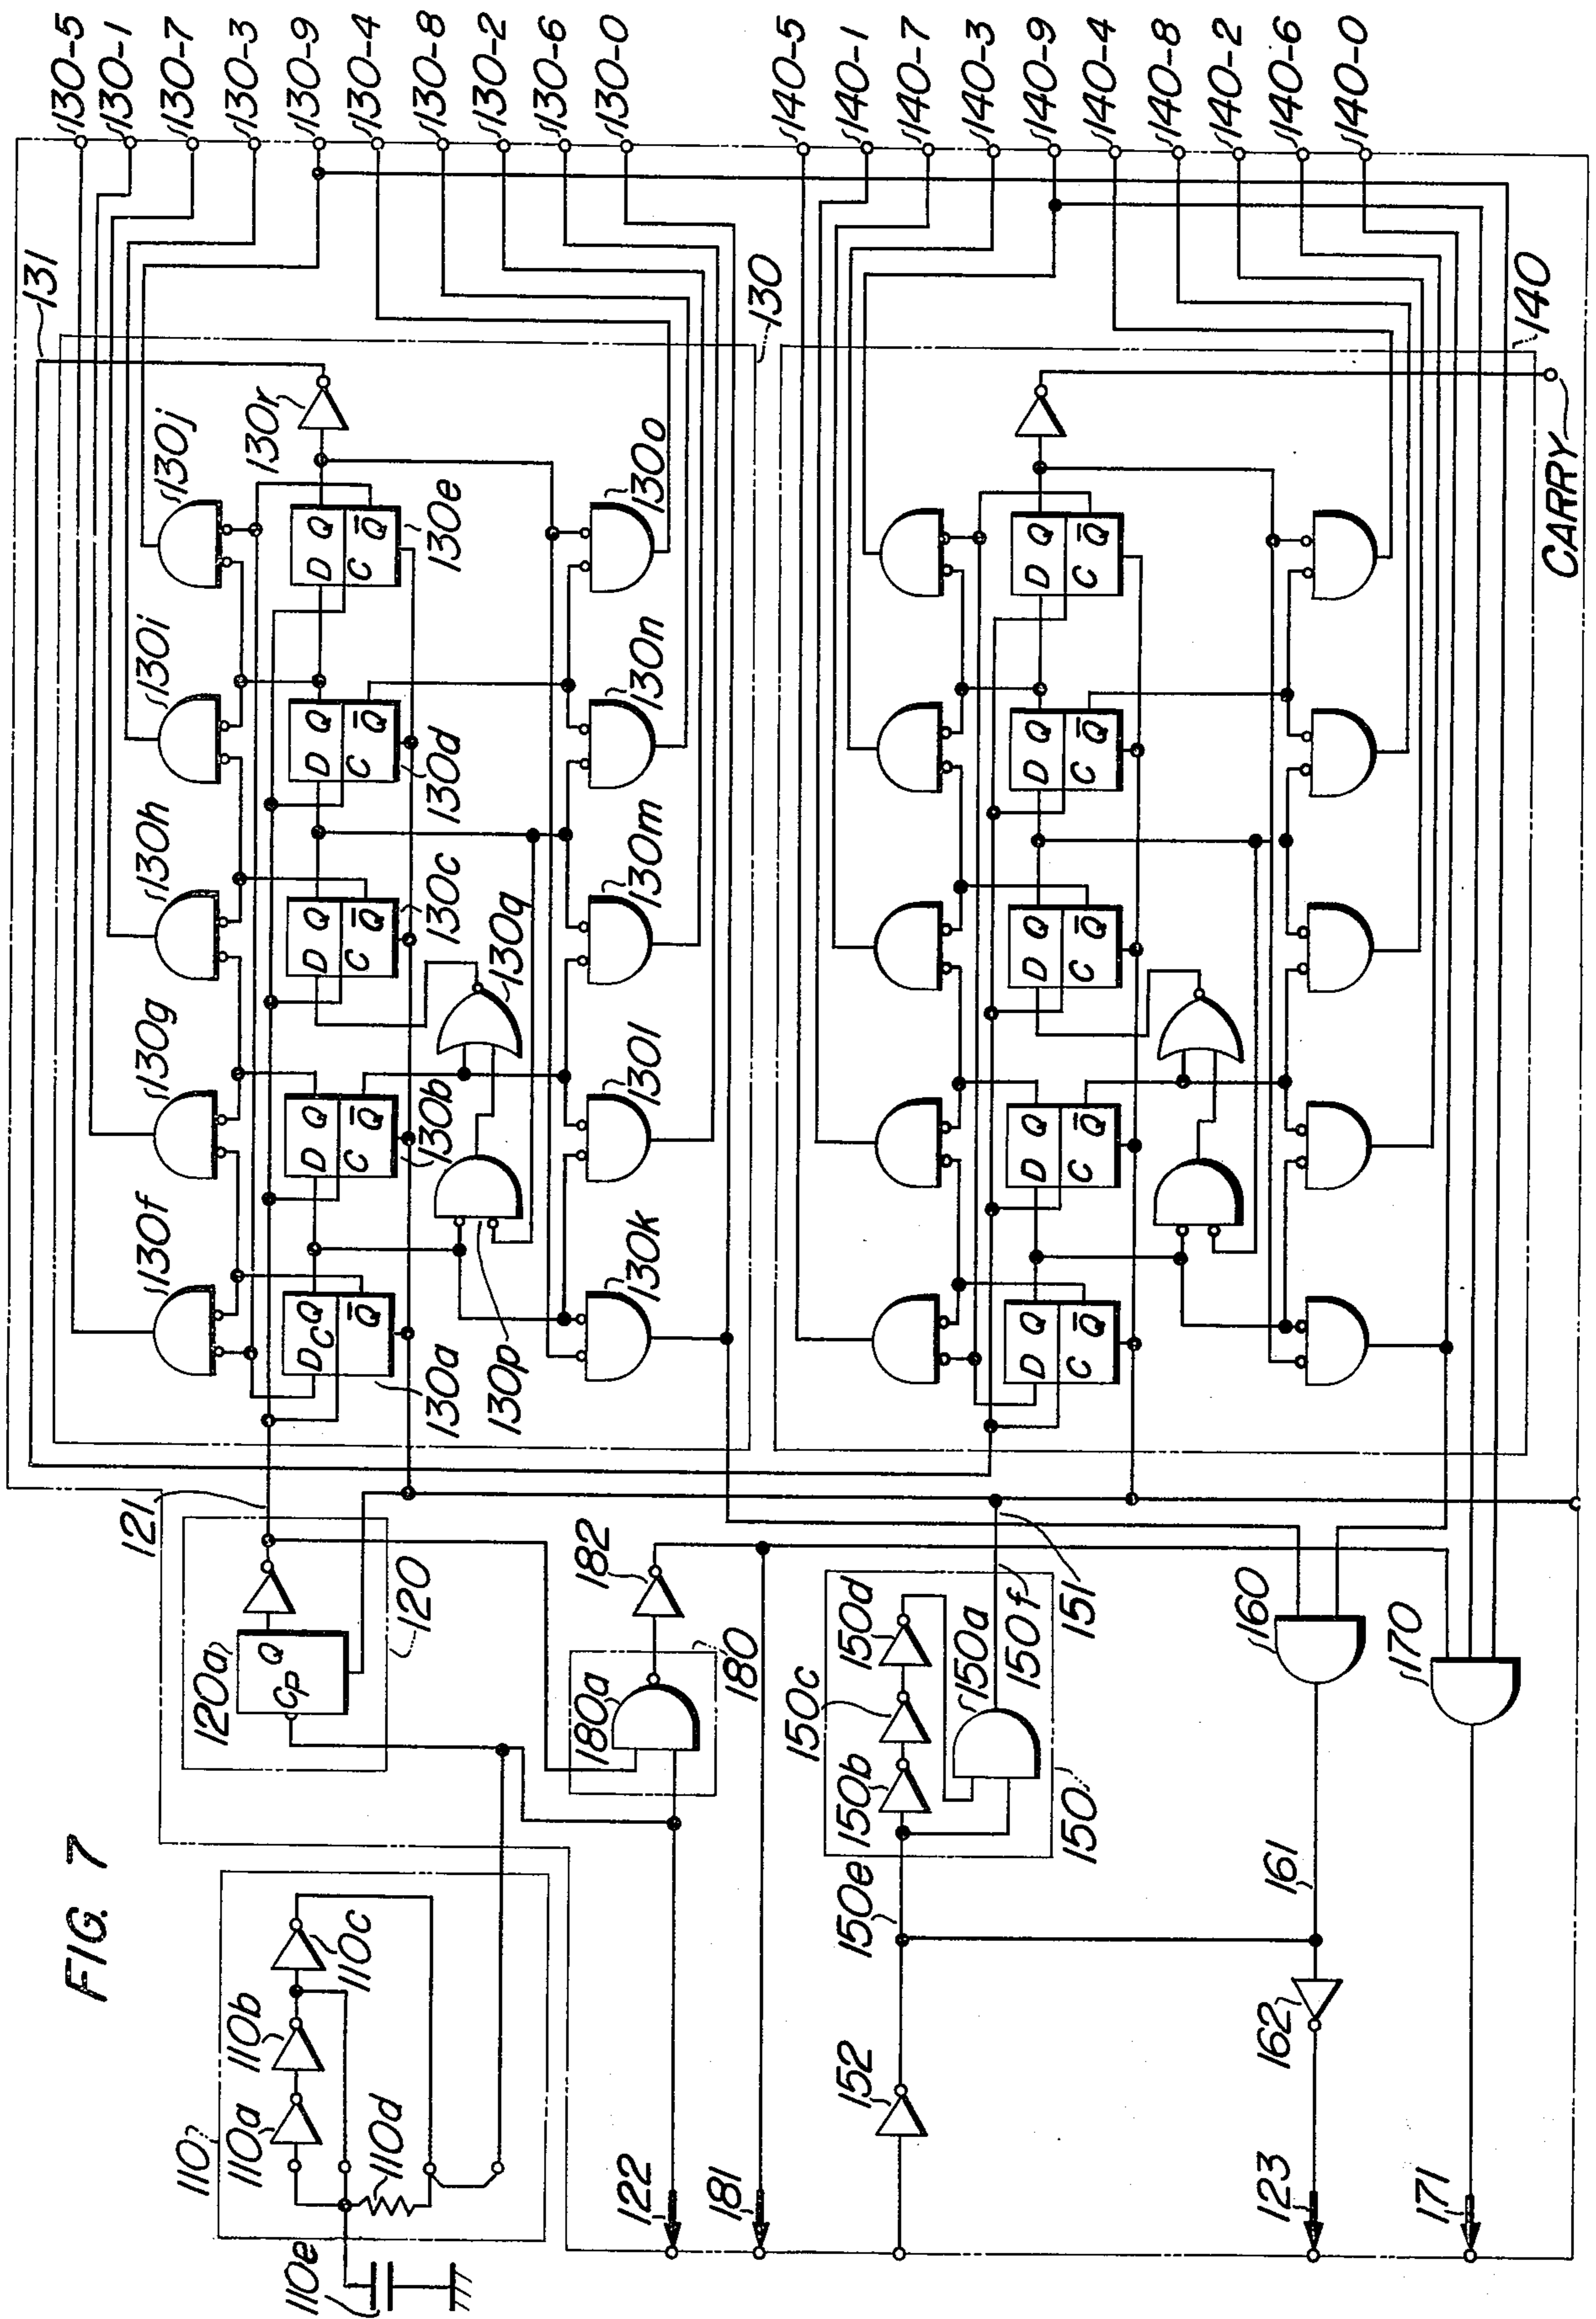 FIG. 7
130-5
130-1
130-7
130-3
130-9
130-4
130-8
130-2
130-6
130-0
140-5
140-1
140-7
140-3
140-9
140-4
140-8
140-2
140-6
140-0
131
130
140
CARRY
130f
130g
130h
130i
130j
130r
D Q
C Q̅
130a
D Q
C Q̅
130b
D Q
C Q̅
130c
D Q
C Q̅
130d
D Q
C Q̅
130e
130p
130q
130k
130l
130m
130n
130o
D Q
C Q̅
D Q
C Q̅
D Q
C Q̅
D Q
C Q̅
D Q
C Q̅
121
120a
Q
CP
120
182
180a
180
150d
150c
150b
150a
150f
151
150
150e
152
160
161
162
170
110
110a
110b
110c
110d
110e
122
181
123
171